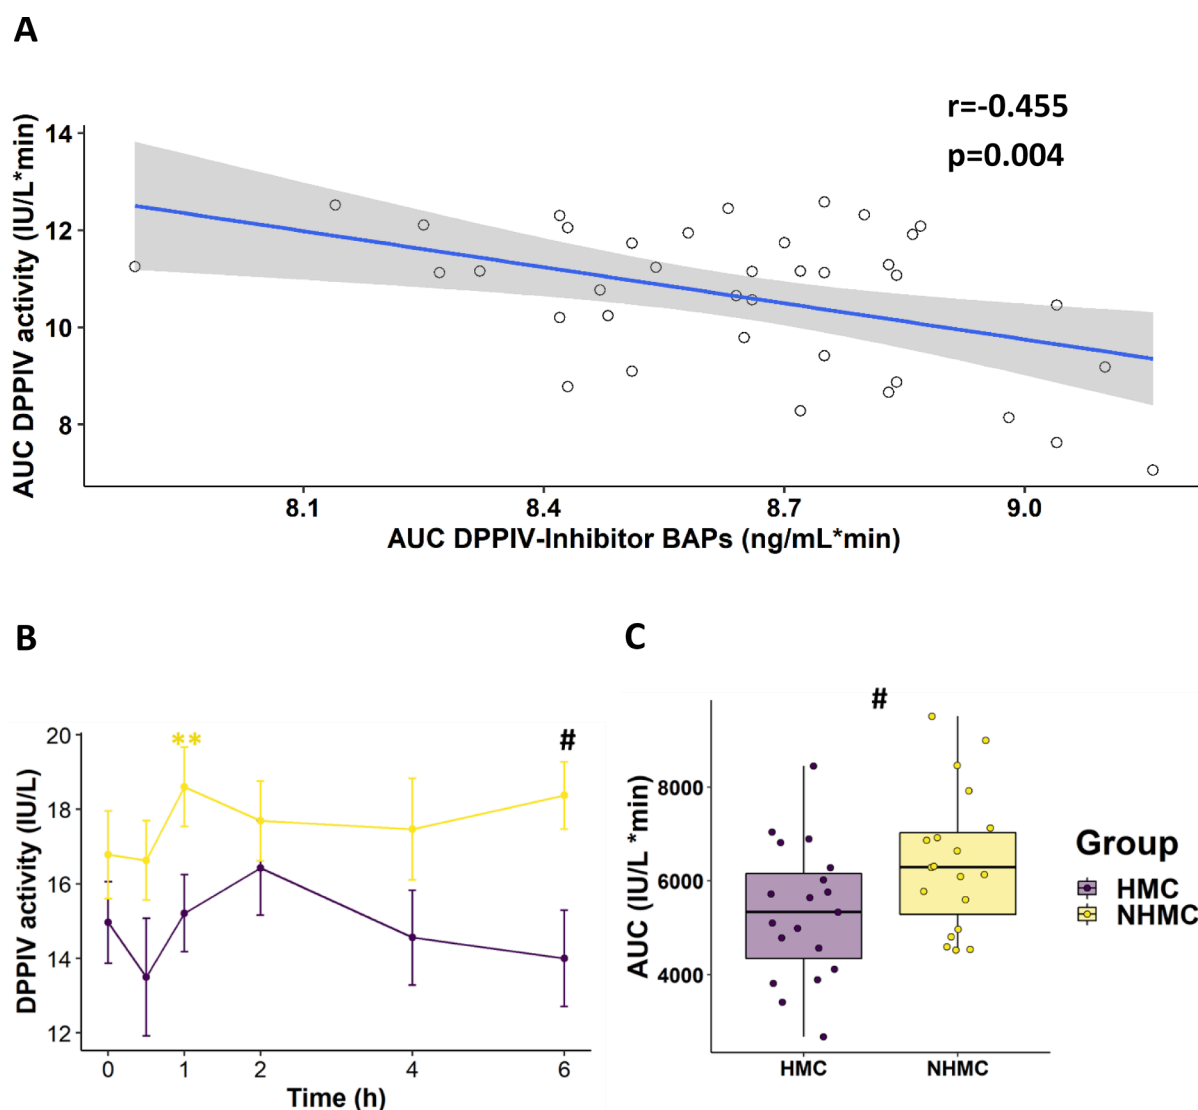 A
r=-0.455
p=0.004
AUC DPPIV activity (IU/L*min)
14
12
10
8
8.1 8.4 8.7 9.0
AUC DPPIV-Inhibitor BAPs (ng/mL*min)
B
DPPIV activity (IU/L)
20
18
16
14
12
**
#
0 1 2 4 6
Time (h)
C
#
AUC (IU/L *min)
8000
6000
4000
HMC NHMC
Group
HMC
NHMC